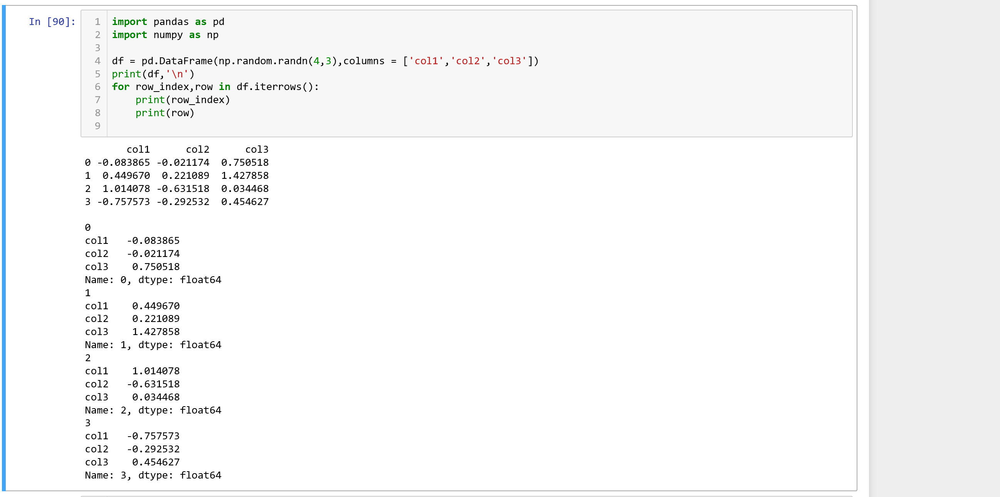 In [90]:
1 import pandas as pd
2 import numpy as np
3
4 df = pd.DataFrame(np.random.randn(4,3),columns = ['col1','col2','col3'])
5 print(df,'\n')
6 for row_index,row in df.iterrows():
7     print(row_index)
8     print(row)
9
       col1      col2      col3
0 -0.083865 -0.021174  0.750518
1  0.449670  0.221089  1.427858
2  1.014078 -0.631518  0.034468
3 -0.757573 -0.292532  0.454627
0
col1   -0.083865
col2   -0.021174
col3    0.750518
Name: 0, dtype: float64
1
col1    0.449670
col2    0.221089
col3    1.427858
Name: 1, dtype: float64
2
col1    1.014078
col2   -0.631518
col3    0.034468
Name: 2, dtype: float64
3
col1   -0.757573
col2   -0.292532
col3    0.454627
Name: 3, dtype: float64